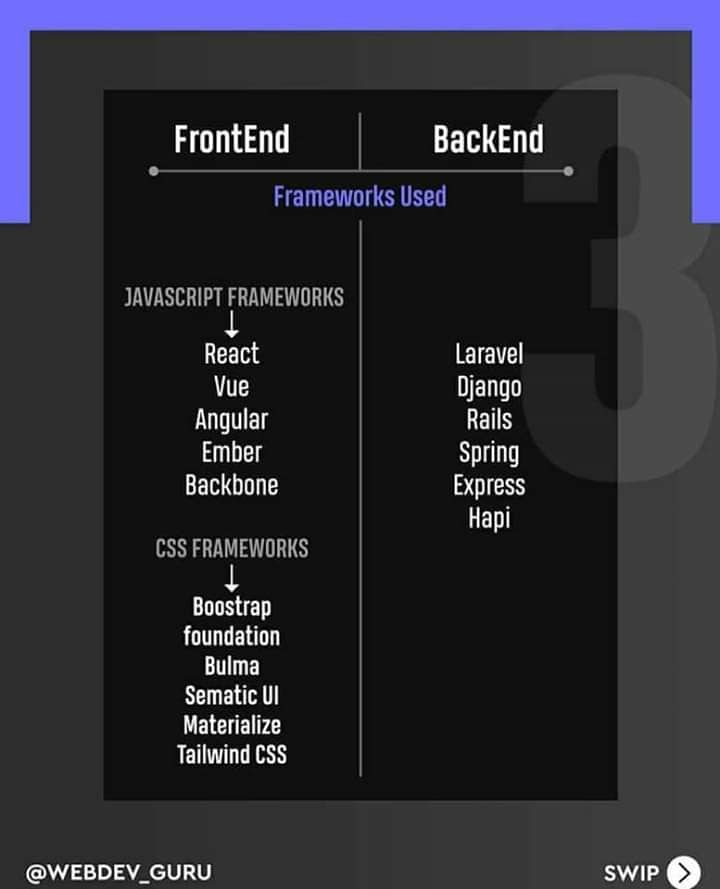 FrontEnd
BackEnd
Frameworks Used
JAVASCRIPT FRAMEWORKS
React
Vue
Angular
Ember
Backbone
CSS FRAMEWORKS
Boostrap
foundation
Bulma
Sematic UI
Materialize
Tailwind CSS
Laravel
Django
Rails
Spring
Express
Hapi
3
@WEBDEV_GURU
SWIP